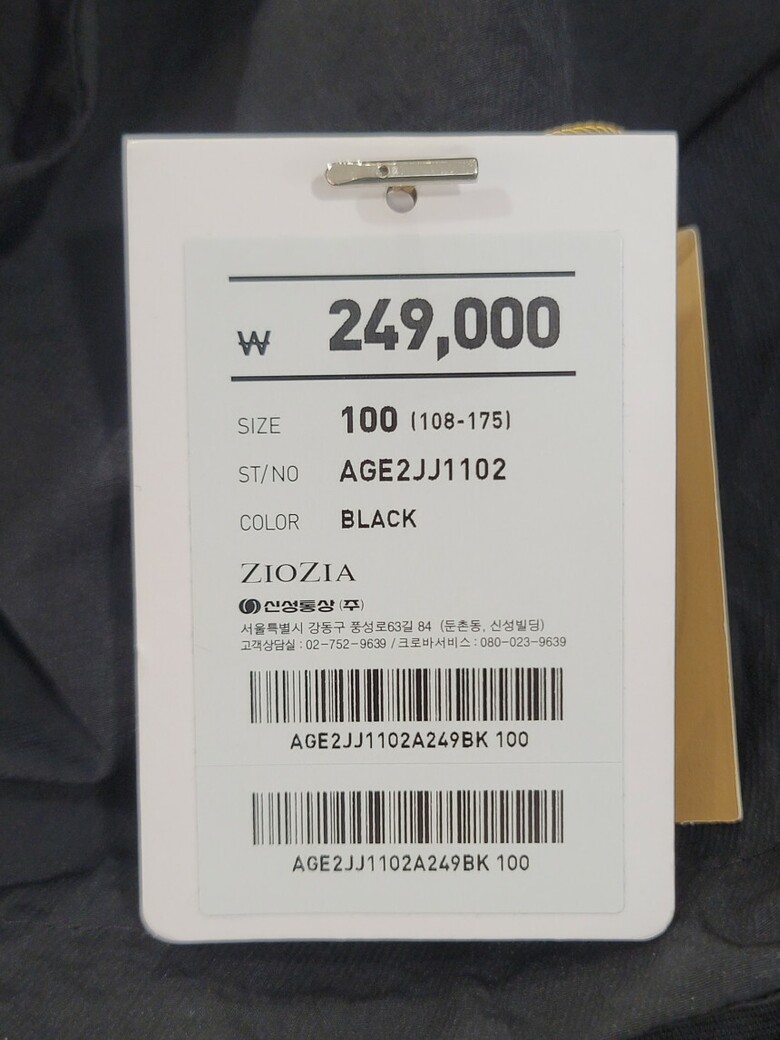 ₩ 249,000
SIZE 100 (108-175)
ST/NO AGE2JJ1102
COLOR BLACK
ZIOZIA
신성통상 (주)
서울특별시 강동구 풍성로63길 84 (둔촌동, 신성빌딩)
고객상담실 : 02-752-9639 / 크로바서비스 : 080-023-9639
AGE2JJ1102A249BK 100
AGE2JJ1102A249BK 100